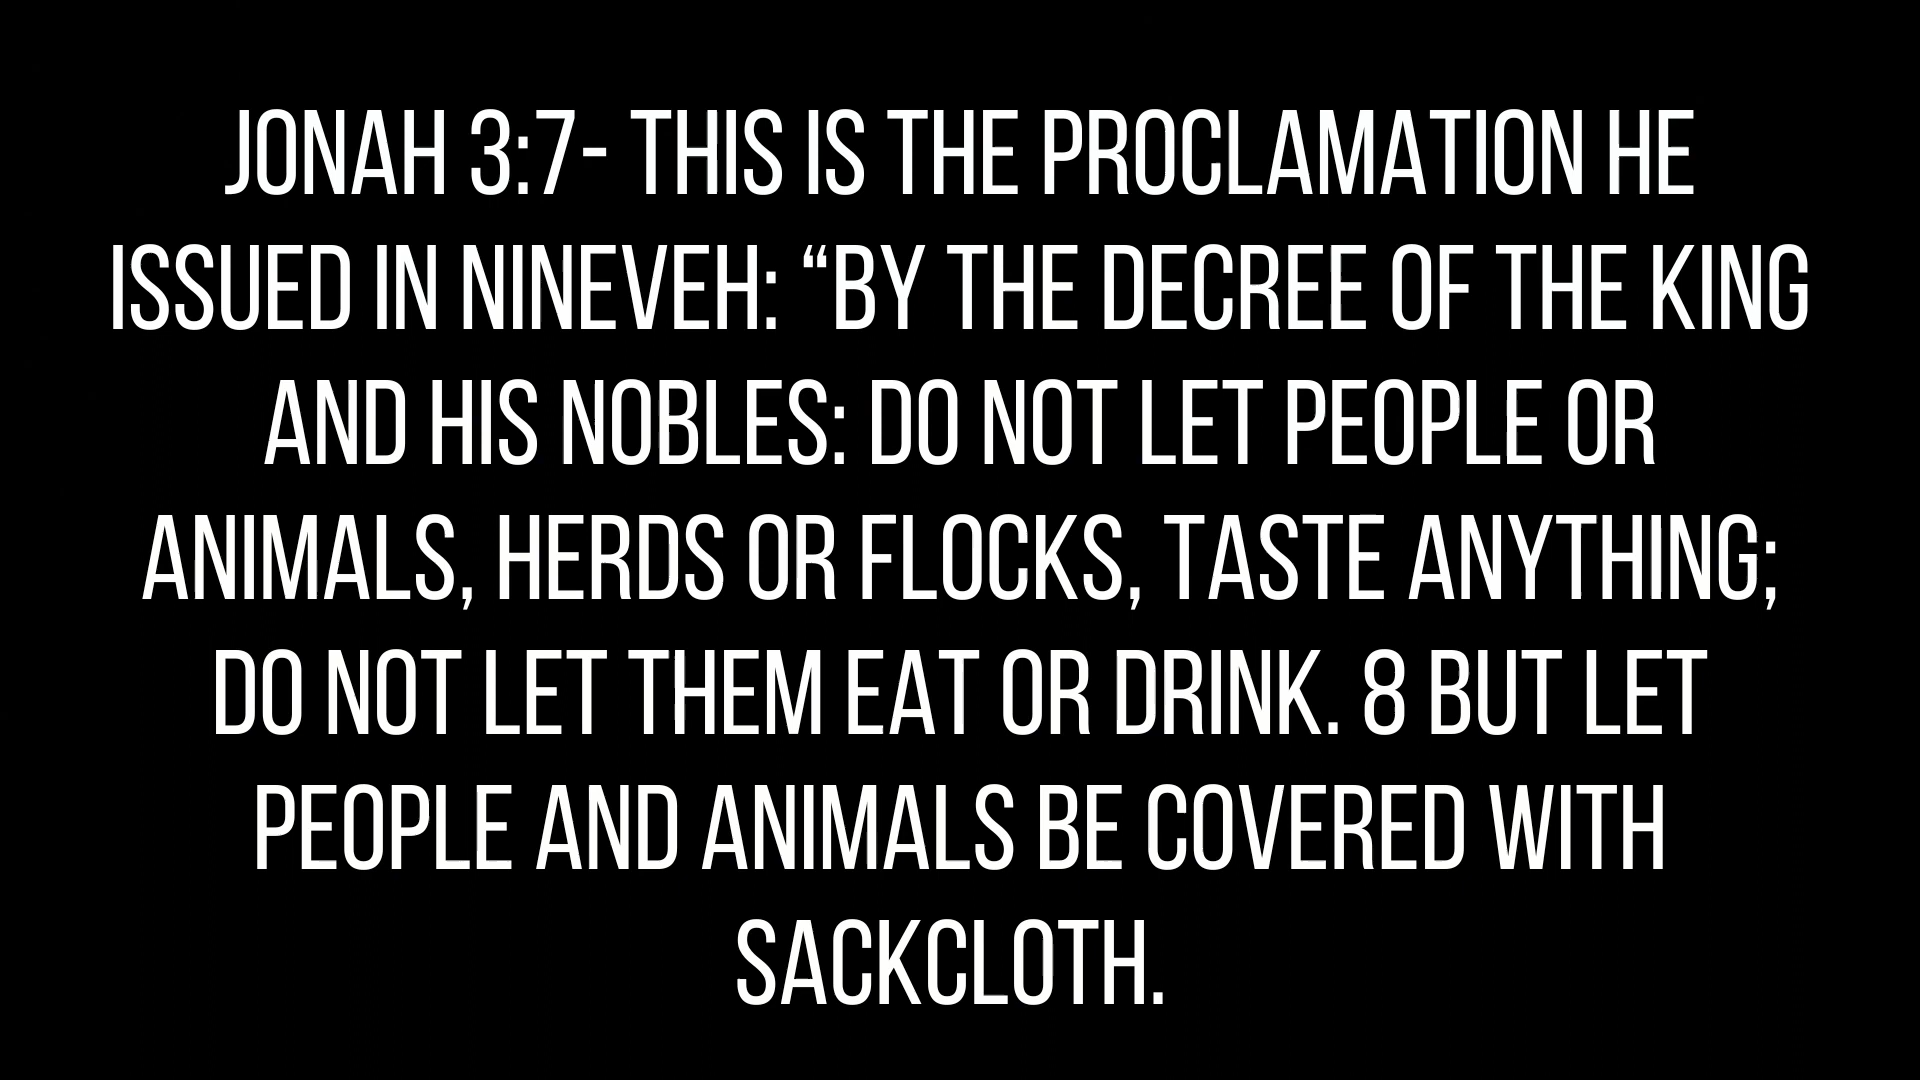 JONAH 3:7- THIS IS THE PROCLAMATION HE
ISSUED IN NINEVEH: “BY THE DECREE OF THE KING
AND HIS NOBLES: DO NOT LET PEOPLE OR
ANIMALS, HERDS OR FLOCKS, TASTE ANYTHING;
DO NOT LET THEM EAT OR DRINK. 8 BUT LET
PEOPLE AND ANIMALS BE COVERED WITH
SACKCLOTH.